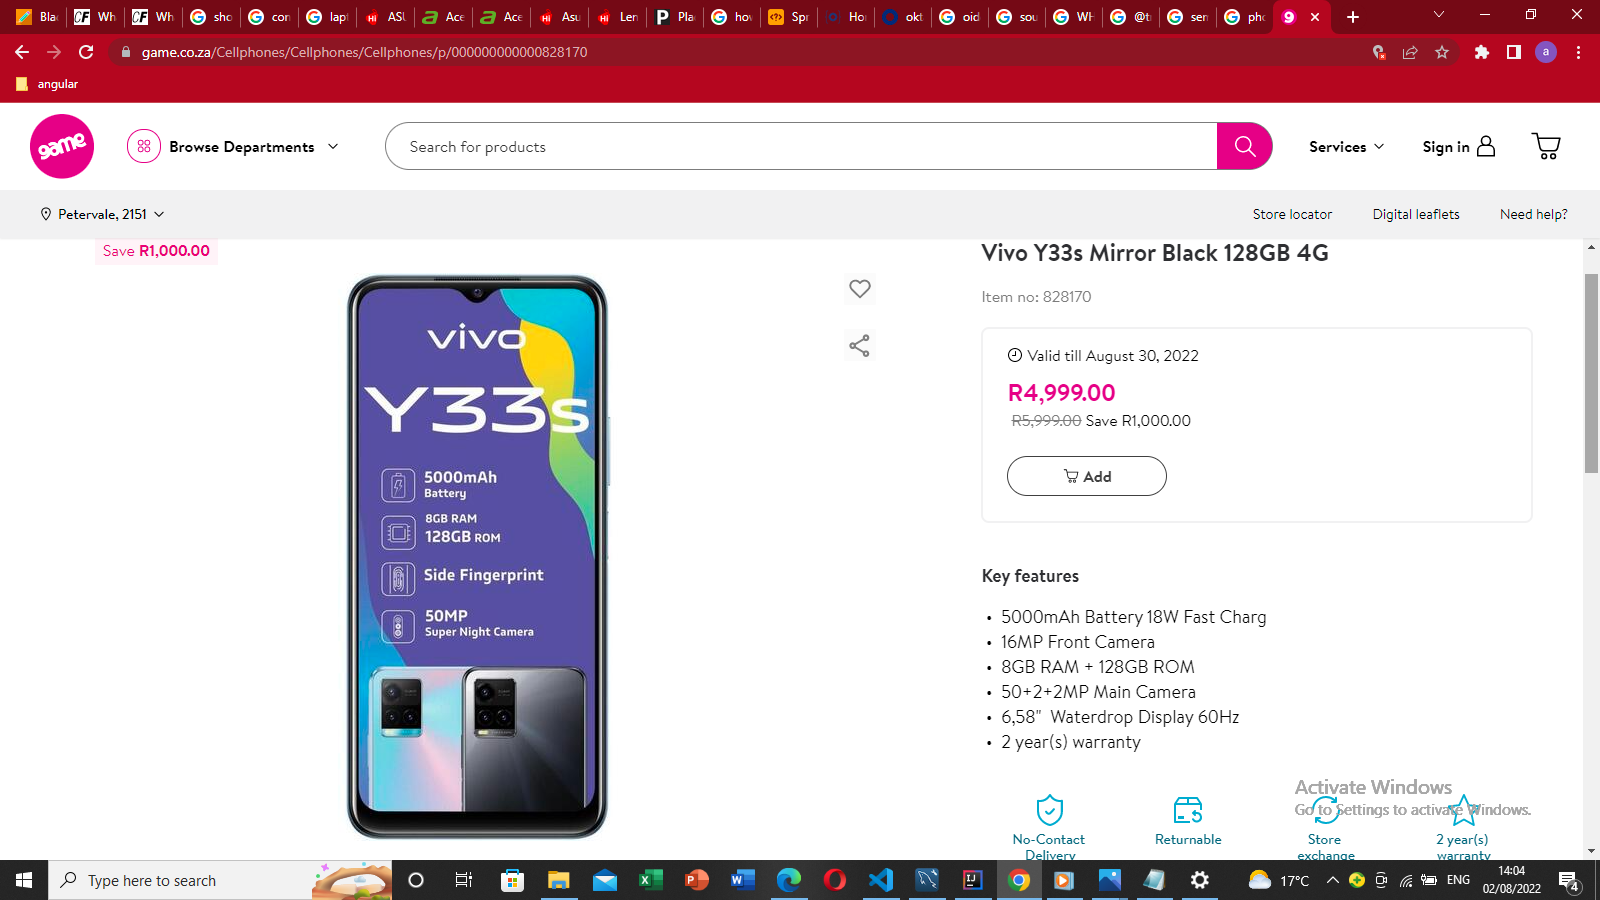 Blac
Wh
Wh
sho
con
lapt
ASU
Ace
Ace
Asu
Len
Pla
how
Spr
Hor
okt
oid
sou
WH
@tr
sen
pho
game.co.za/Cellphones/Cellphones/Cellphones/p/000000000000828170
a
angular
game
Browse Departments
Search for products
Services
Sign in
Petervale, 2151
Store locator
Digital leaflets
Need help?
Save R1,000.00
vivo
Y33s
5000mAh
Battery
8GB RAM
128GB ROM
Side Fingerprint
50MP
Super Night Camera
Vivo Y33s Mirror Black 128GB 4G
Item no: 828170
Valid till August 30, 2022
R4,999.00
R5,999.00 Save R1,000.00
Add
Key features
• 5000mAh Battery 18W Fast Charg
• 16MP Front Camera
• 8GB RAM + 128GB ROM
• 50+2+2MP Main Camera
• 6,58" Waterdrop Display 60Hz
• 2 year(s) warranty
Activate Windows
Go to Settings to activate Windows.
No-Contact
Delivery
Returnable
Store
exchange
2 year(s)
warranty
Type here to search
17°C
ENG
14:04
02/08/2022
4